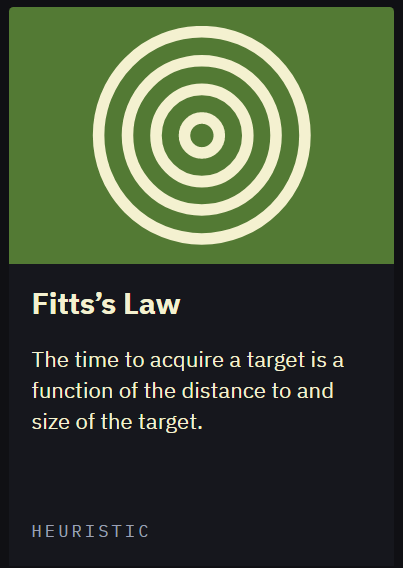 Fitts’s Law
The time to acquire a target is a
function of the distance to and
size of the target.
HEURISTIC